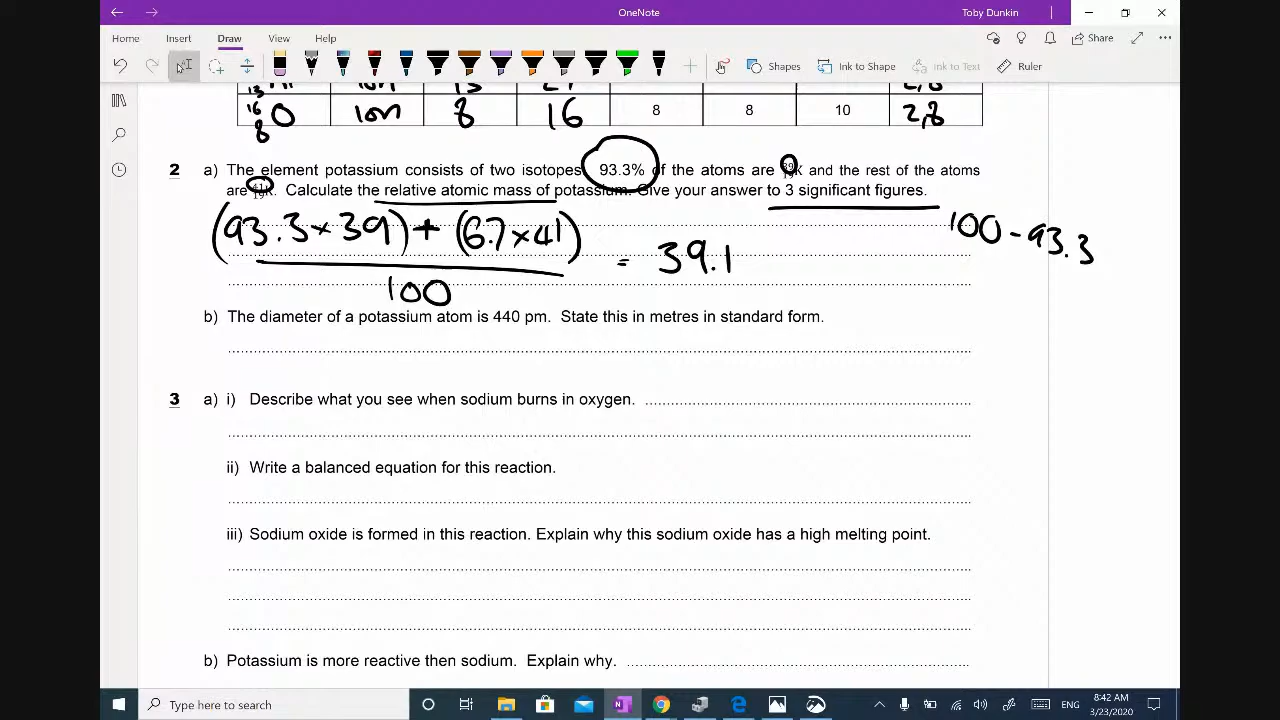 OneNote
Toby Dunkin
Home Insert Draw View Help
Share
Shapes Ink to Shape Ink to Text Ruler
16 8 O ion 8 16 8 8 10 2,8
2 a) The element potassium consists of two isotopes 93.3% of the atoms are K and the rest of the atoms
are 41 19 K. Calculate the relative atomic mass of potassium. Give your answer to 3 significant figures.
(93.3 × 39) + (6.7 × 41)
100
= 39.1
100 - 93.3
b) The diameter of a potassium atom is 440 pm. State this in metres in standard form.
3 a) i) Describe what you see when sodium burns in oxygen.
ii) Write a balanced equation for this reaction.
iii) Sodium oxide is formed in this reaction. Explain why this sodium oxide has a high melting point.
b) Potassium is more reactive then sodium. Explain why.
Type here to search
ENG
8:42 AM
3/23/2020